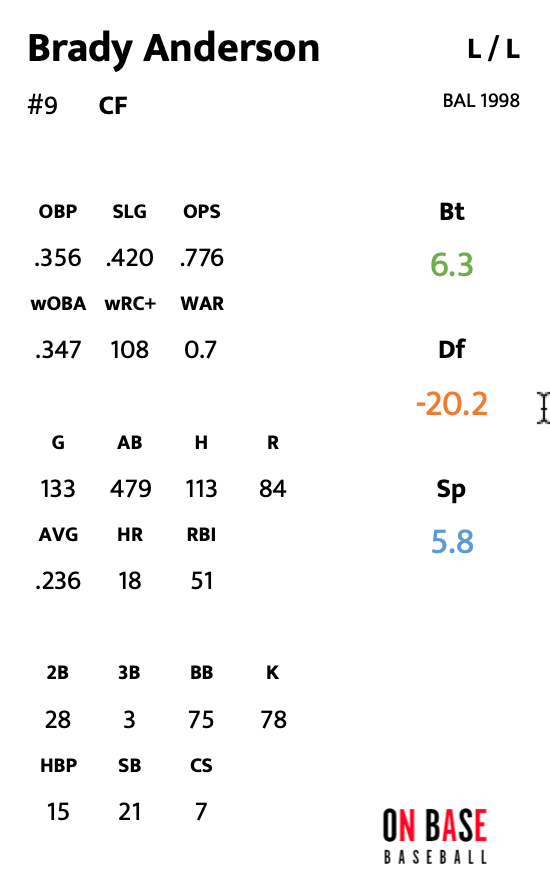 Brady Anderson L / L
#9 CF BAL 1998
OBP SLG OPS Bt
.356 .420 .776 6.3
wOBA wRC+ WAR
.347 108 0.7 Df
-20.2
G AB H R
133 479 113 84 Sp
AVG HR RBI 5.8
.236 18 51
2B 3B BB K
28 3 75 78
HBP SB CS
15 21 7
ON BASE
BASEBALL